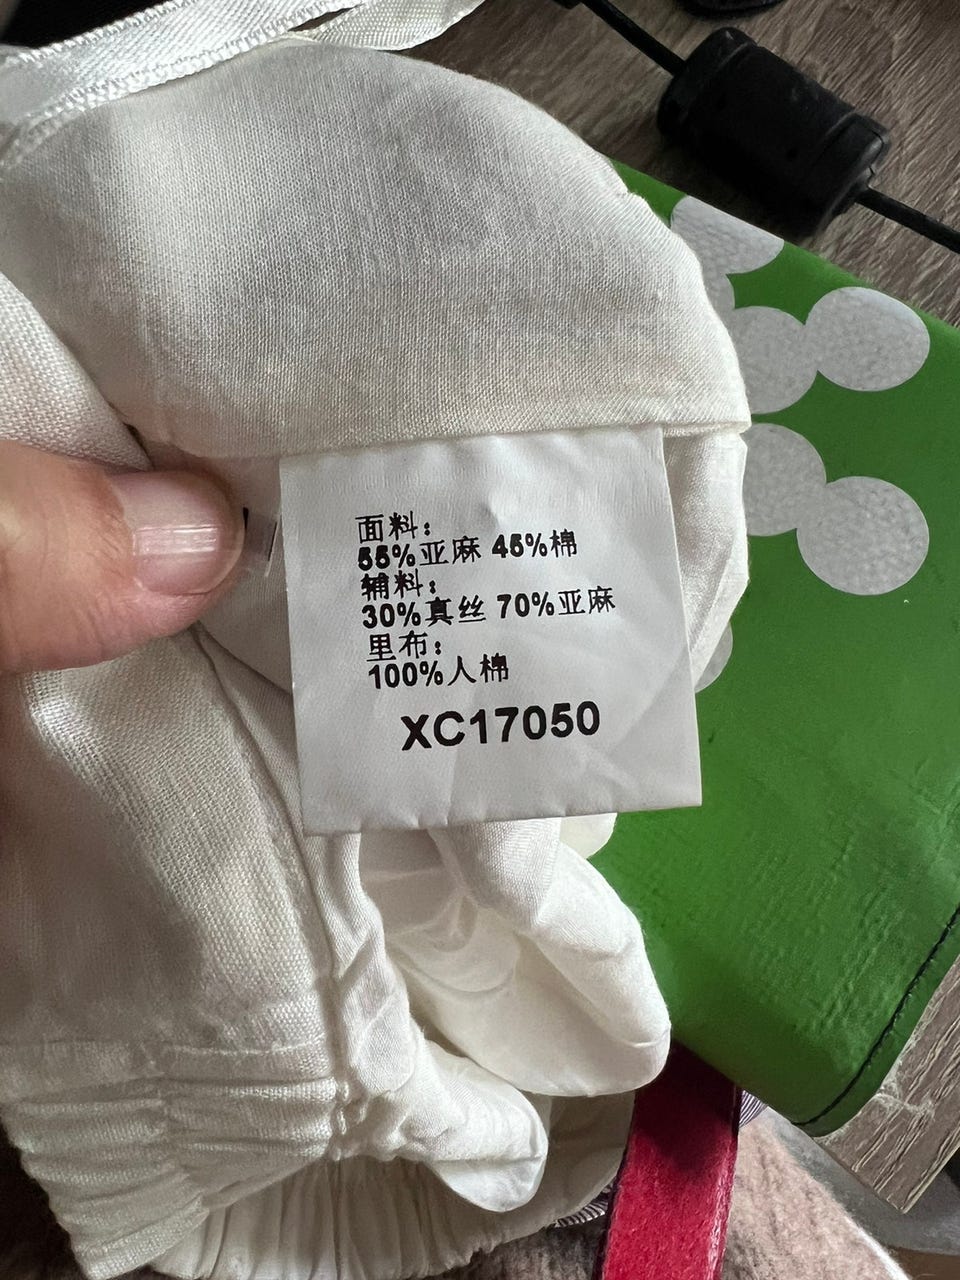 面料：
55%亚麻 45%棉
辅料：
30%真丝 70%亚麻
里布：
100%人棉
XC17050